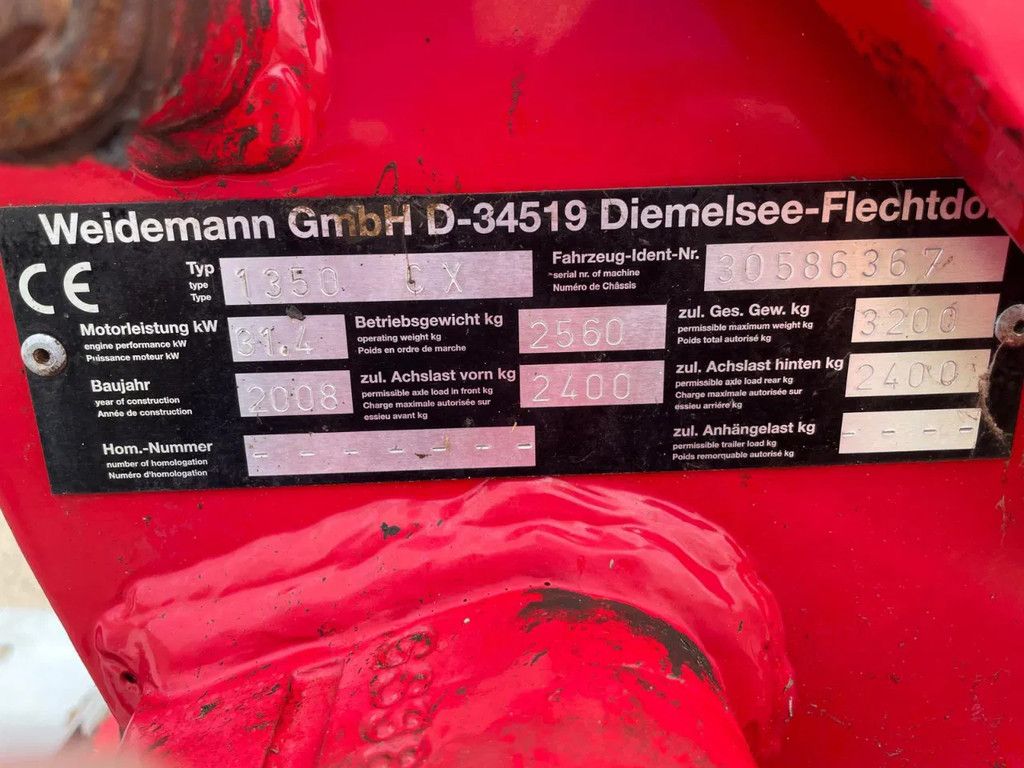 Weidemann GmbH D-34519 Diemelsee-Flechtdo
CE
Typ
type
Type
1350 CX
Fahrzeug-Ident-Nr.
serial nr. of machine
Numéro de Châssis
30586367
Motorleistung kW
engine performance kW
Puissance moteur kW
31.4
Betriebsgewicht kg
operating weight kg
Poids en ordre de marche
2560
zul. Ges. Gew. kg
permissible maximum weight kg
Poids total autorisé kg
3200
Baujahr
year of construction
Année de construction
2008
zul. Achslast vorn kg
permissible axle load in front kg
Charge maximale autorisée sur
essieu avant kg
2400
zul. Achslast hinten kg
permissible axle load rear kg
Charge maximale autorisée sur
essieu arrière kg
2400
Hom.-Nummer
number of homologation
Numéro d'homologation
- - - - - - -
zul. Anhängelast kg
permissible trailer load kg
Poids remorquable autorisé kg
- - - -